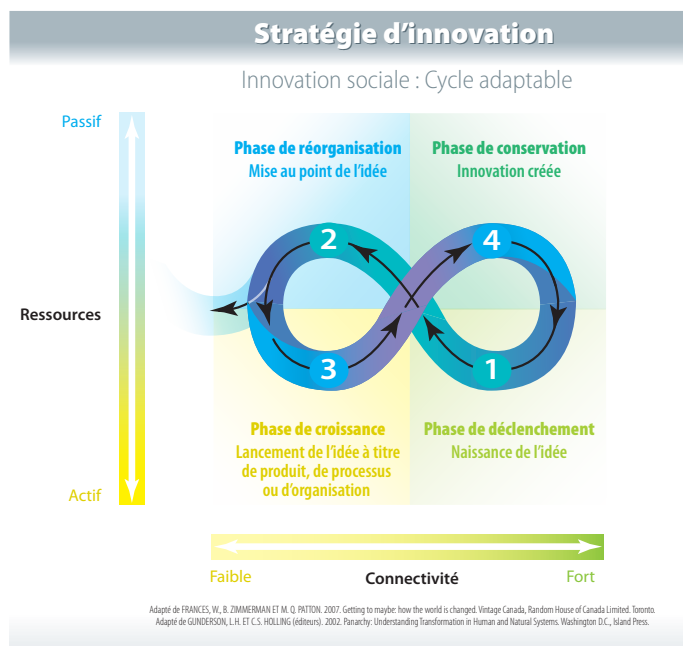 Stratégie d'innovation
Innovation sociale : Cycle adaptable
Passif
Phase de réorganisation
Mise au point de l'idée
Phase de conservation
Innovation créée
2
4
Ressources
3
1
Phase de croissance
Lancement de l'idée à titre
de produit, de processus
ou d'organisation
Phase de déclenchement
Naissance de l'idée
Actif
Faible
Connectivité
Fort
Adapté de FRANCES, W., B. ZIMMERMAN ET M. Q. PATTON. 2007. Getting to maybe: how the world is changed. Vintage Canada, Random House of Canada Limited. Toronto.
Adapté de GUNDERSON, L.H. ET C.S. HOLLING (éditeurs). 2002. Panarchy: Understanding Transformation in Human and Natural Systems. Washington D.C., Island Press.